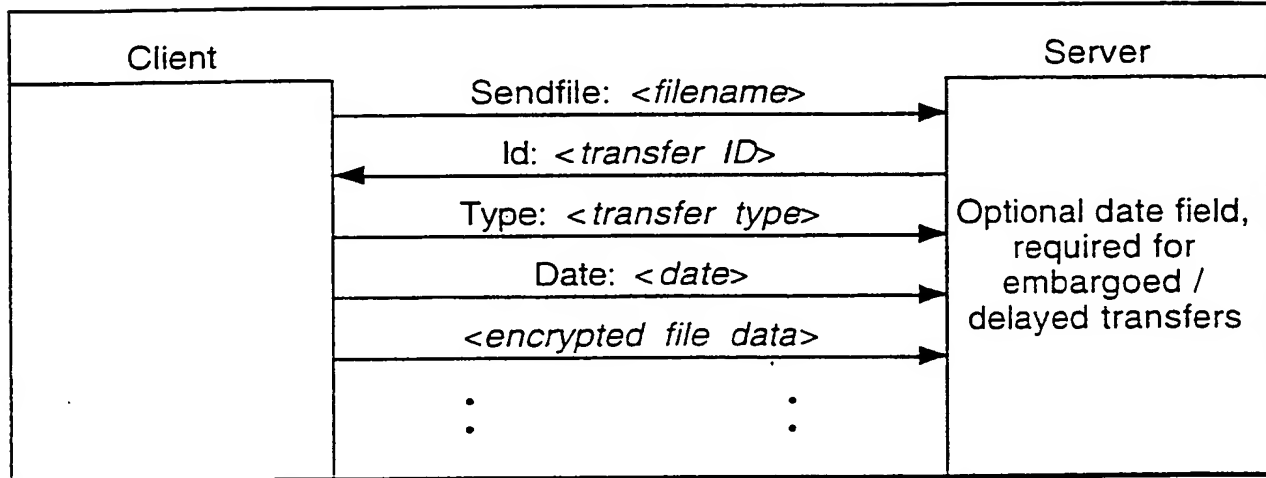 Client
Server
Sendfile: <filename>
Id: <transfer ID>
Type: <transfer type>
Date: <date>
<encrypted file data>
Optional date field,
required for
embargoed /
delayed transfers